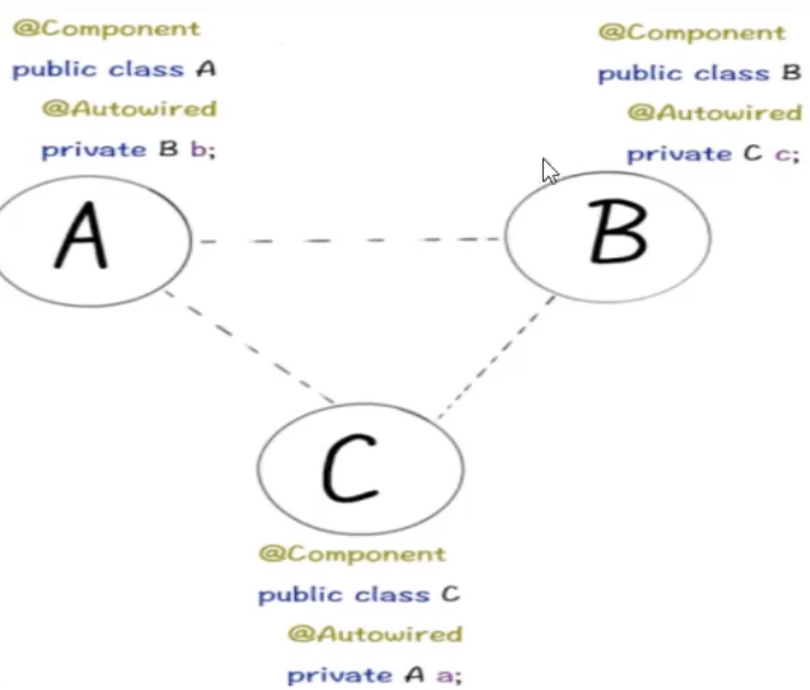 @Component
public class A
@Autowired
private B b;
@Component
public class B
@Autowired
private C c;
A
B
C
@Component
public class C
@Autowired
private A a;